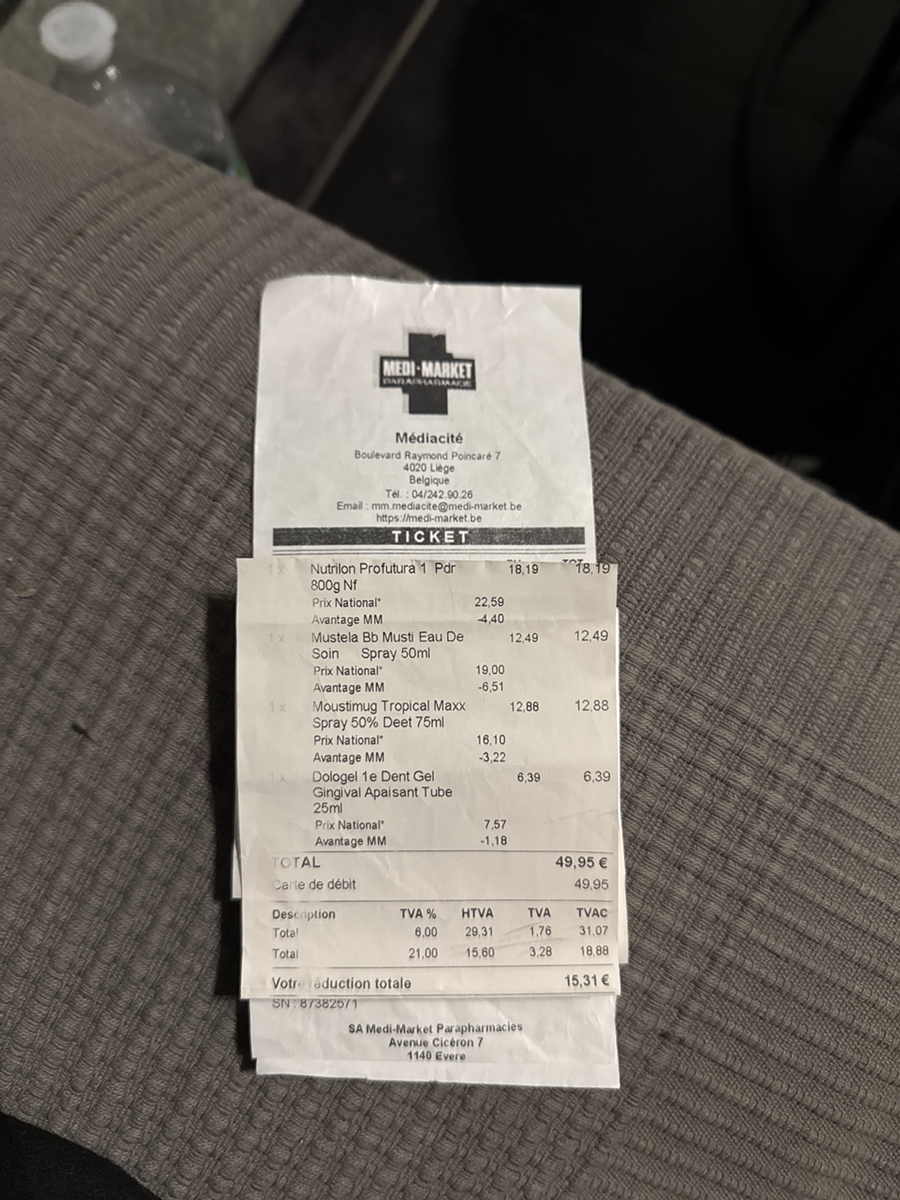 MEDI-MARKET
PARAPHARMACIE
Médiacité
Boulevard Raymond Poincaré 7
4020 Liège
Belgique
Tél. : 04/242.90.26
Email : mm.mediacite@medi-market.be
https://medi-market.be
TICKET
1 x Nutrilon Profutura 1 Pdr 18,19 18,19
800g Nf
Prix National* 22,59
Avantage MM -4,40
1 x Mustela Bb Musti Eau De 12,49 12,49
Soin Spray 50ml
Prix National* 19,00
Avantage MM -6,51
1 x Moustimug Tropical Maxx 12,88 12,88
Spray 50% Deet 75ml
Prix National* 16,10
Avantage MM -3,22
1 x Dologel 1e Dent Gel 6,39 6,39
Gingival Apaisant Tube
25ml
Prix National* 7,57
Avantage MM -1,18
TOTAL 49,95 €
Carte de débit 49,95
Description TVA % HTVA TVA TVAC
Total 6,00 29,31 1,76 31,07
Total 21,00 15,60 3,28 18,88
Votre réduction totale 15,31 €
SN : 87382671
SA Medi-Market Parapharmacies
Avenue Cicéron 7
1140 Evere